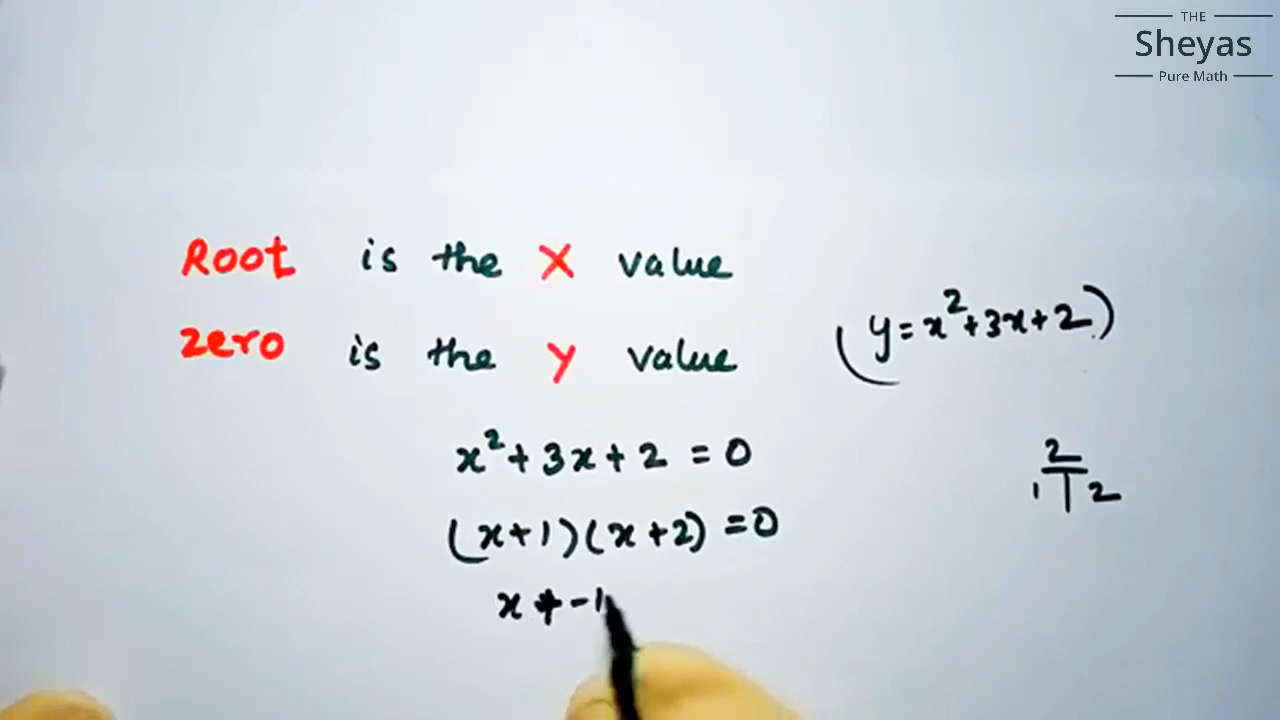 THE
Sheyas
Pure Math
Root is the X value
zero is the y value
(y = x²+3x+2)
x²+3x+2 = 0
2
1 2
(x+1)(x+2) = 0
x + -1